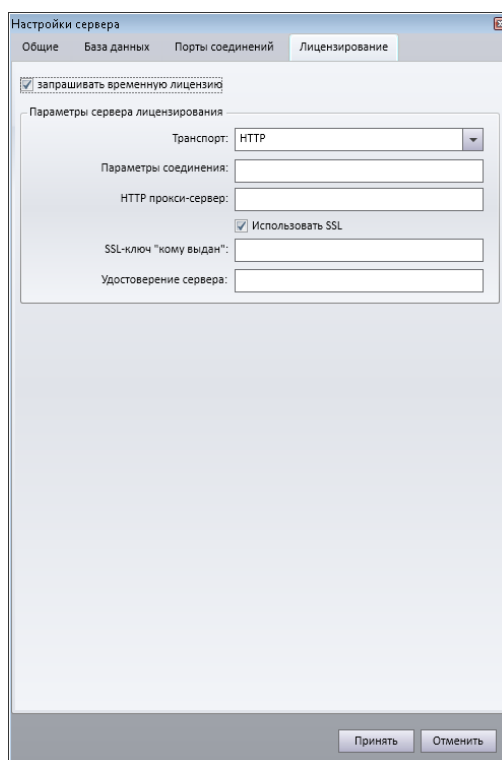 Настройки сервера
Общие База данных Порты соединений Лицензирование
запрашивать временную лицензию
Параметры сервера лицензирования
Транспорт: HTTP
Параметры соединения:
HTTP прокси-сервер:
Использовать SSL
SSL-ключ "кому выдан":
Удостоверение сервера:
Принять Отменить